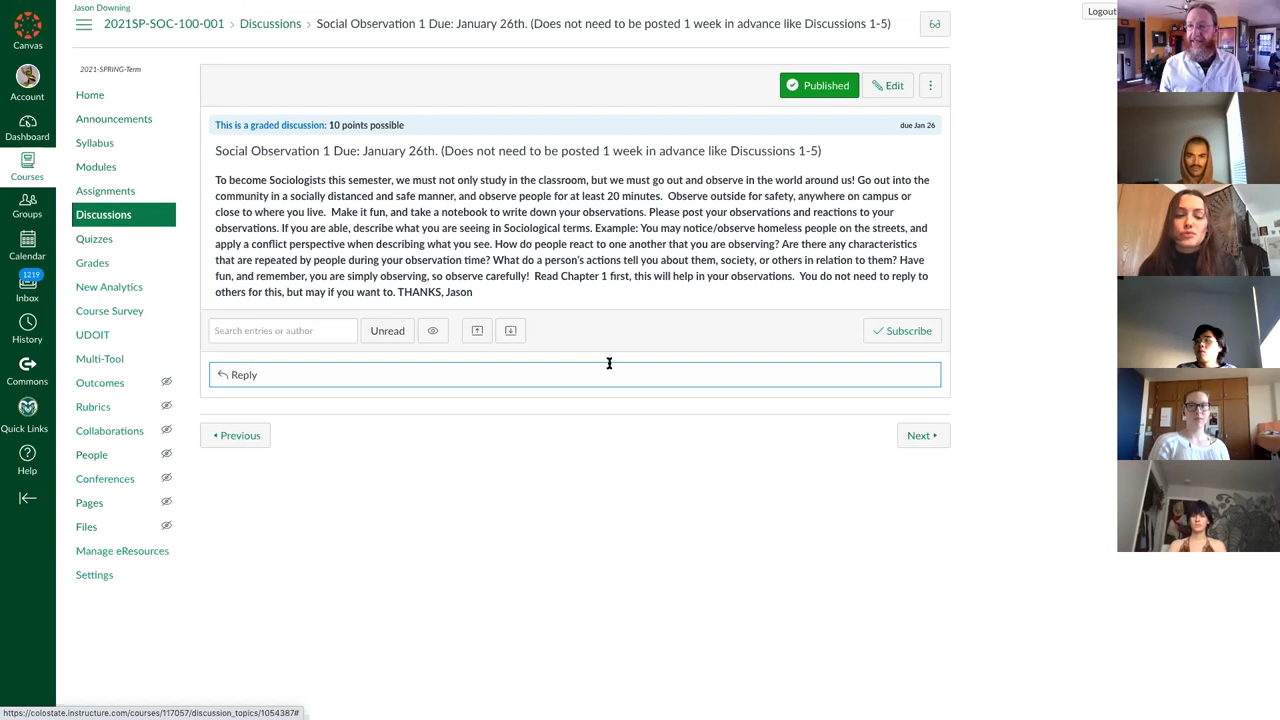 Jason Downing
2021SP-SOC-100-001 › Discussions › Social Observation 1 Due: January 26th. (Does not need to be posted 1 week in advance like Discussions 1-5)
Logout
Canvas
Account
Dashboard
Courses
Groups
Calendar
1219
Inbox
History
Commons
Quick Links
Help
2021-SPRING-Term
Home
Announcements
Syllabus
Modules
Assignments
Discussions
Quizzes
Grades
New Analytics
Course Survey
UDOIT
Multi-Tool
Outcomes
Rubrics
Collaborations
People
Conferences
Pages
Files
Manage eResources
Settings
Published
Edit
This is a graded discussion: 10 points possible
due Jan 26
Social Observation 1 Due: January 26th. (Does not need to be posted 1 week in advance like Discussions 1-5)
To become Sociologists this semester, we must not only study in the classroom, but we must go out and observe in the world around us! Go out into the
community in a socially distanced and safe manner, and observe people for at least 20 minutes. Observe outside for safety, anywhere on campus or
close to where you live. Make it fun, and take a notebook to write down your observations. Please post your observations and reactions to your
observations. If you are able, describe what you are seeing in Sociological terms. Example: You may notice/observe homeless people on the streets, and
apply a conflict perspective when describing what you see. How do people react to one another that you are observing? Are there any characteristics
that are repeated by people during your observation time? What do a person's actions tell you about them, society, or others in relation to them? Have
fun, and remember, you are simply observing, so observe carefully! Read Chapter 1 first, this will help in your observations. You do not need to reply to
others for this, but may if you want to. THANKS, Jason
Search entries or author
Unread
Subscribe
Reply
Previous
Next
https://colostate.instructure.com/courses/117057/discussion_topics/1054387#